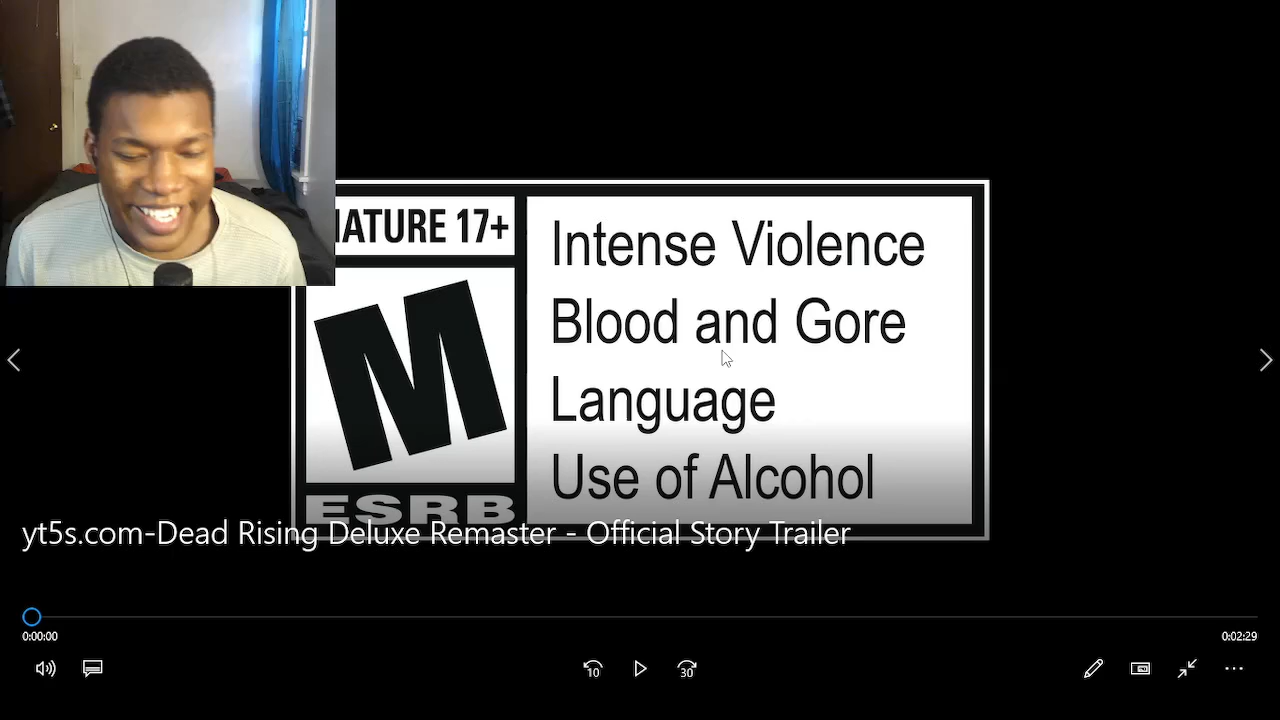 MATURE 17+
M
ESRB
Intense Violence
Blood and Gore
Language
Use of Alcohol
yt5s.com-Dead Rising Deluxe Remaster - Official Story Trailer
0:00:00
0:02:29
10
30